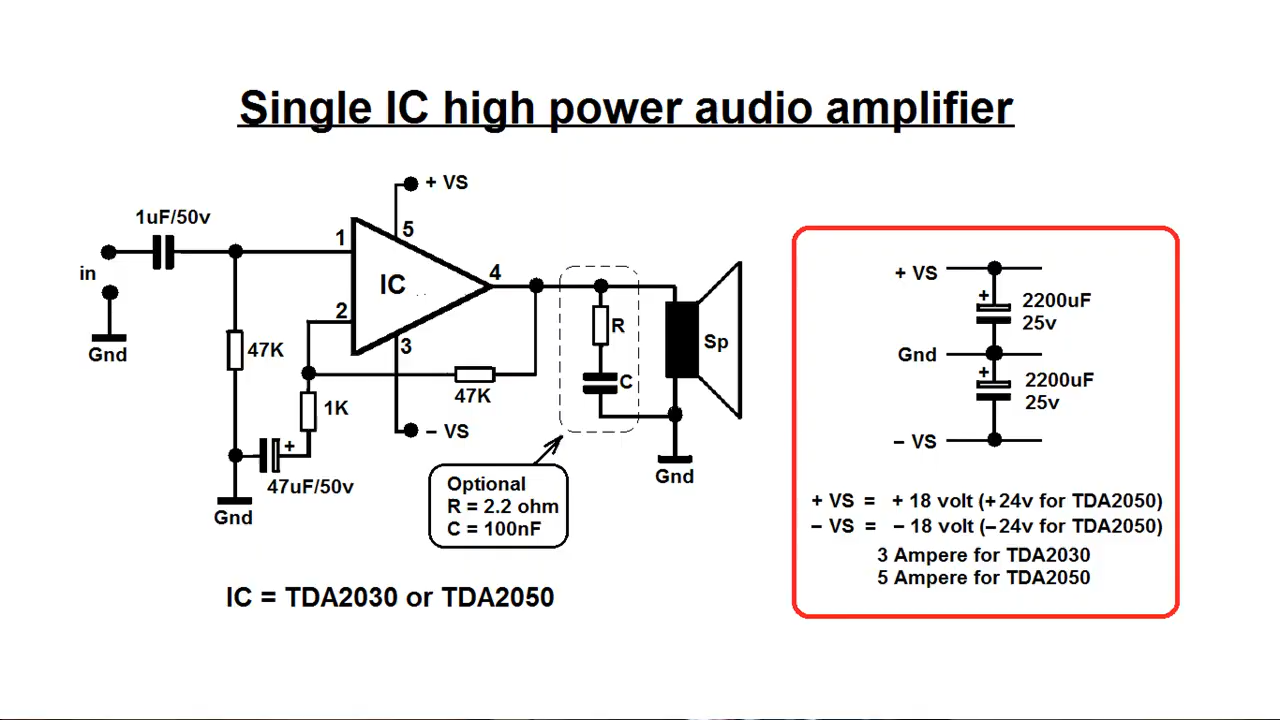 Single IC high power audio amplifier
+ VS
1uF/50v
5
1
in
4
IC
2
R
3
Sp
47K
Gnd
C
47K
1K
− VS
47uF/50v
Gnd
Gnd
Optional
R = 2.2 ohm
C = 100nF
IC = TDA2030 or TDA2050
+ VS
+
2200uF
25v
Gnd
+
2200uF
25v
− VS
+ VS = + 18 volt (+24v for TDA2050)
− VS = − 18 volt (−24v for TDA2050)
3 Ampere for TDA2030
5 Ampere for TDA2050
+